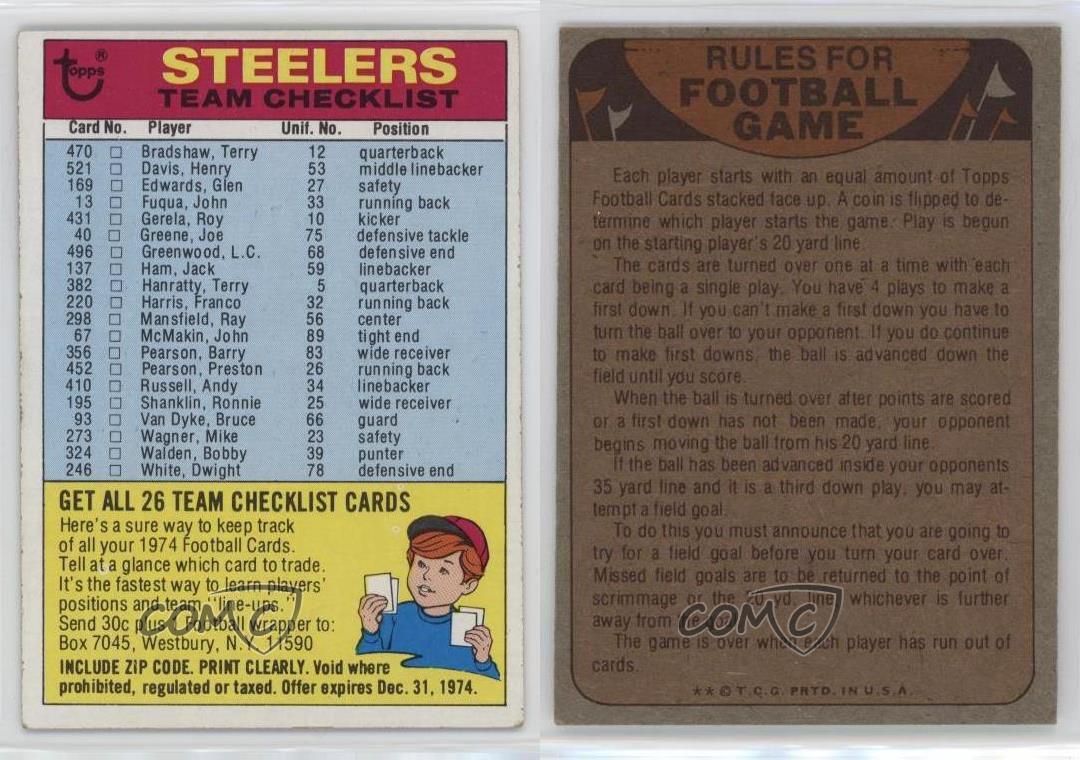 topps®
STEELERS
TEAM CHECKLIST
Card No. Player Unif. No. Position
470 Bradshaw, Terry 12 quarterback
521 Davis, Henry 53 middle linebacker
169 Edwards, Glen 27 safety
13 Fuqua, John 33 running back
431 Gerela, Roy 10 kicker
40 Greene, Joe 75 defensive tackle
496 Greenwood, L.C. 68 defensive end
137 Ham, Jack 59 linebacker
382 Hanratty, Terry 5 quarterback
220 Harris, Franco 32 running back
298 Mansfield, Ray 56 center
67 McMakin, John 89 tight end
356 Pearson, Barry 83 wide receiver
452 Pearson, Preston 26 running back
410 Russell, Andy 34 linebacker
195 Shanklin, Ronnie 25 wide receiver
93 Van Dyke, Bruce 66 guard
273 Wagner, Mike 23 safety
324 Walden, Bobby 39 punter
246 White, Dwight 78 defensive end
GET ALL 26 TEAM CHECKLIST CARDS
Here's a sure way to keep track
of all your 1974 Football Cards.
Tell at a glance which card to trade.
It's the fastest way to learn players'
positions and team "line-ups."
Send 30c plus a Football wrapper to:
Box 7045, Westbury, N.Y. 11590
INCLUDE ZIP CODE. PRINT CLEARLY. Void where
prohibited, regulated or taxed. Offer expires Dec. 31, 1974.
COMC
RULES FOR
FOOTBALL
GAME
Each player starts with an equal amount of Topps
Football Cards stacked face up. A coin is flipped to de-
termine which player starts the game. Play is begun
on the starting player's 20 yard line.
The cards are turned over one at a time with each
card being a single play. You have 4 plays to make a
first down. If you can't make a first down you have to
turn the ball over to your opponent. If you do continue
to make first downs, the ball is advanced down the
field until you score.
When the ball is turned over after points are scored
or a first down has not been made, your opponent
begins moving the ball from his 20 yard line.
If the ball has been advanced inside your opponents
35 yard line and it is a third down play, you may at-
tempt a field goal.
To do this you must announce that you are going to
try for a field goal before you turn your card over.
Missed field goals are to be returned to the point of
scrimmage or the 20 yd. line, whichever is further
away from the
The game is over when each player has run out of
cards.
COMC
** © T.C.G. PRTD. IN U.S.A.